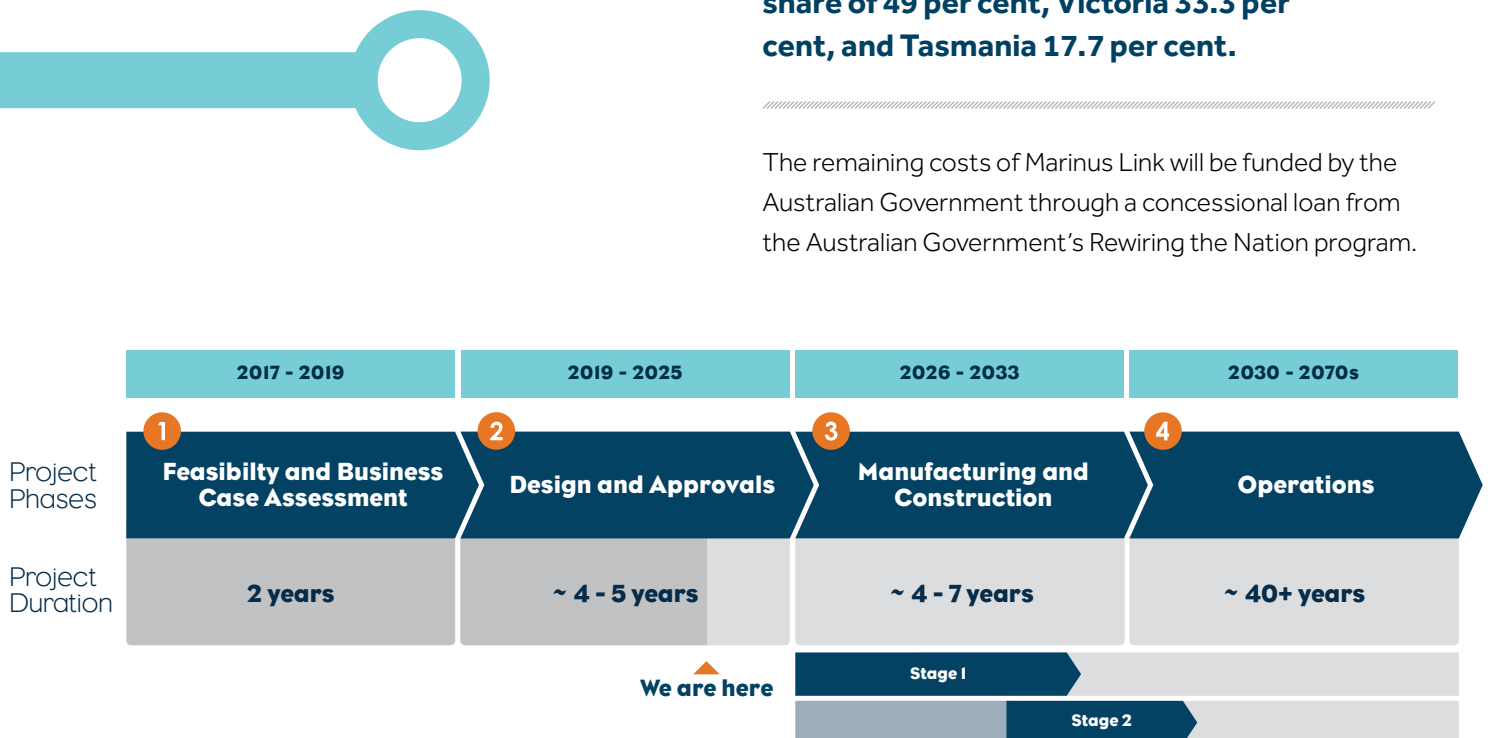 share of 49 per cent, Victoria 33.3 per
cent, and Tasmania 17.7 per cent.
The remaining costs of Marinus Link will be funded by the
Australian Government through a concessional loan from
the Australian Government’s Rewiring the Nation program.
2017 - 2019
2019 - 2025
2026 - 2033
2030 - 2070s
Project
Phases
1
Feasibilty and Business
Case Assessment
2
Design and Approvals
3
Manufacturing and
Construction
4
Operations
Project
Duration
2 years
~ 4 - 5 years
~ 4 - 7 years
~ 40+ years
We are here
Stage 1
Stage 2